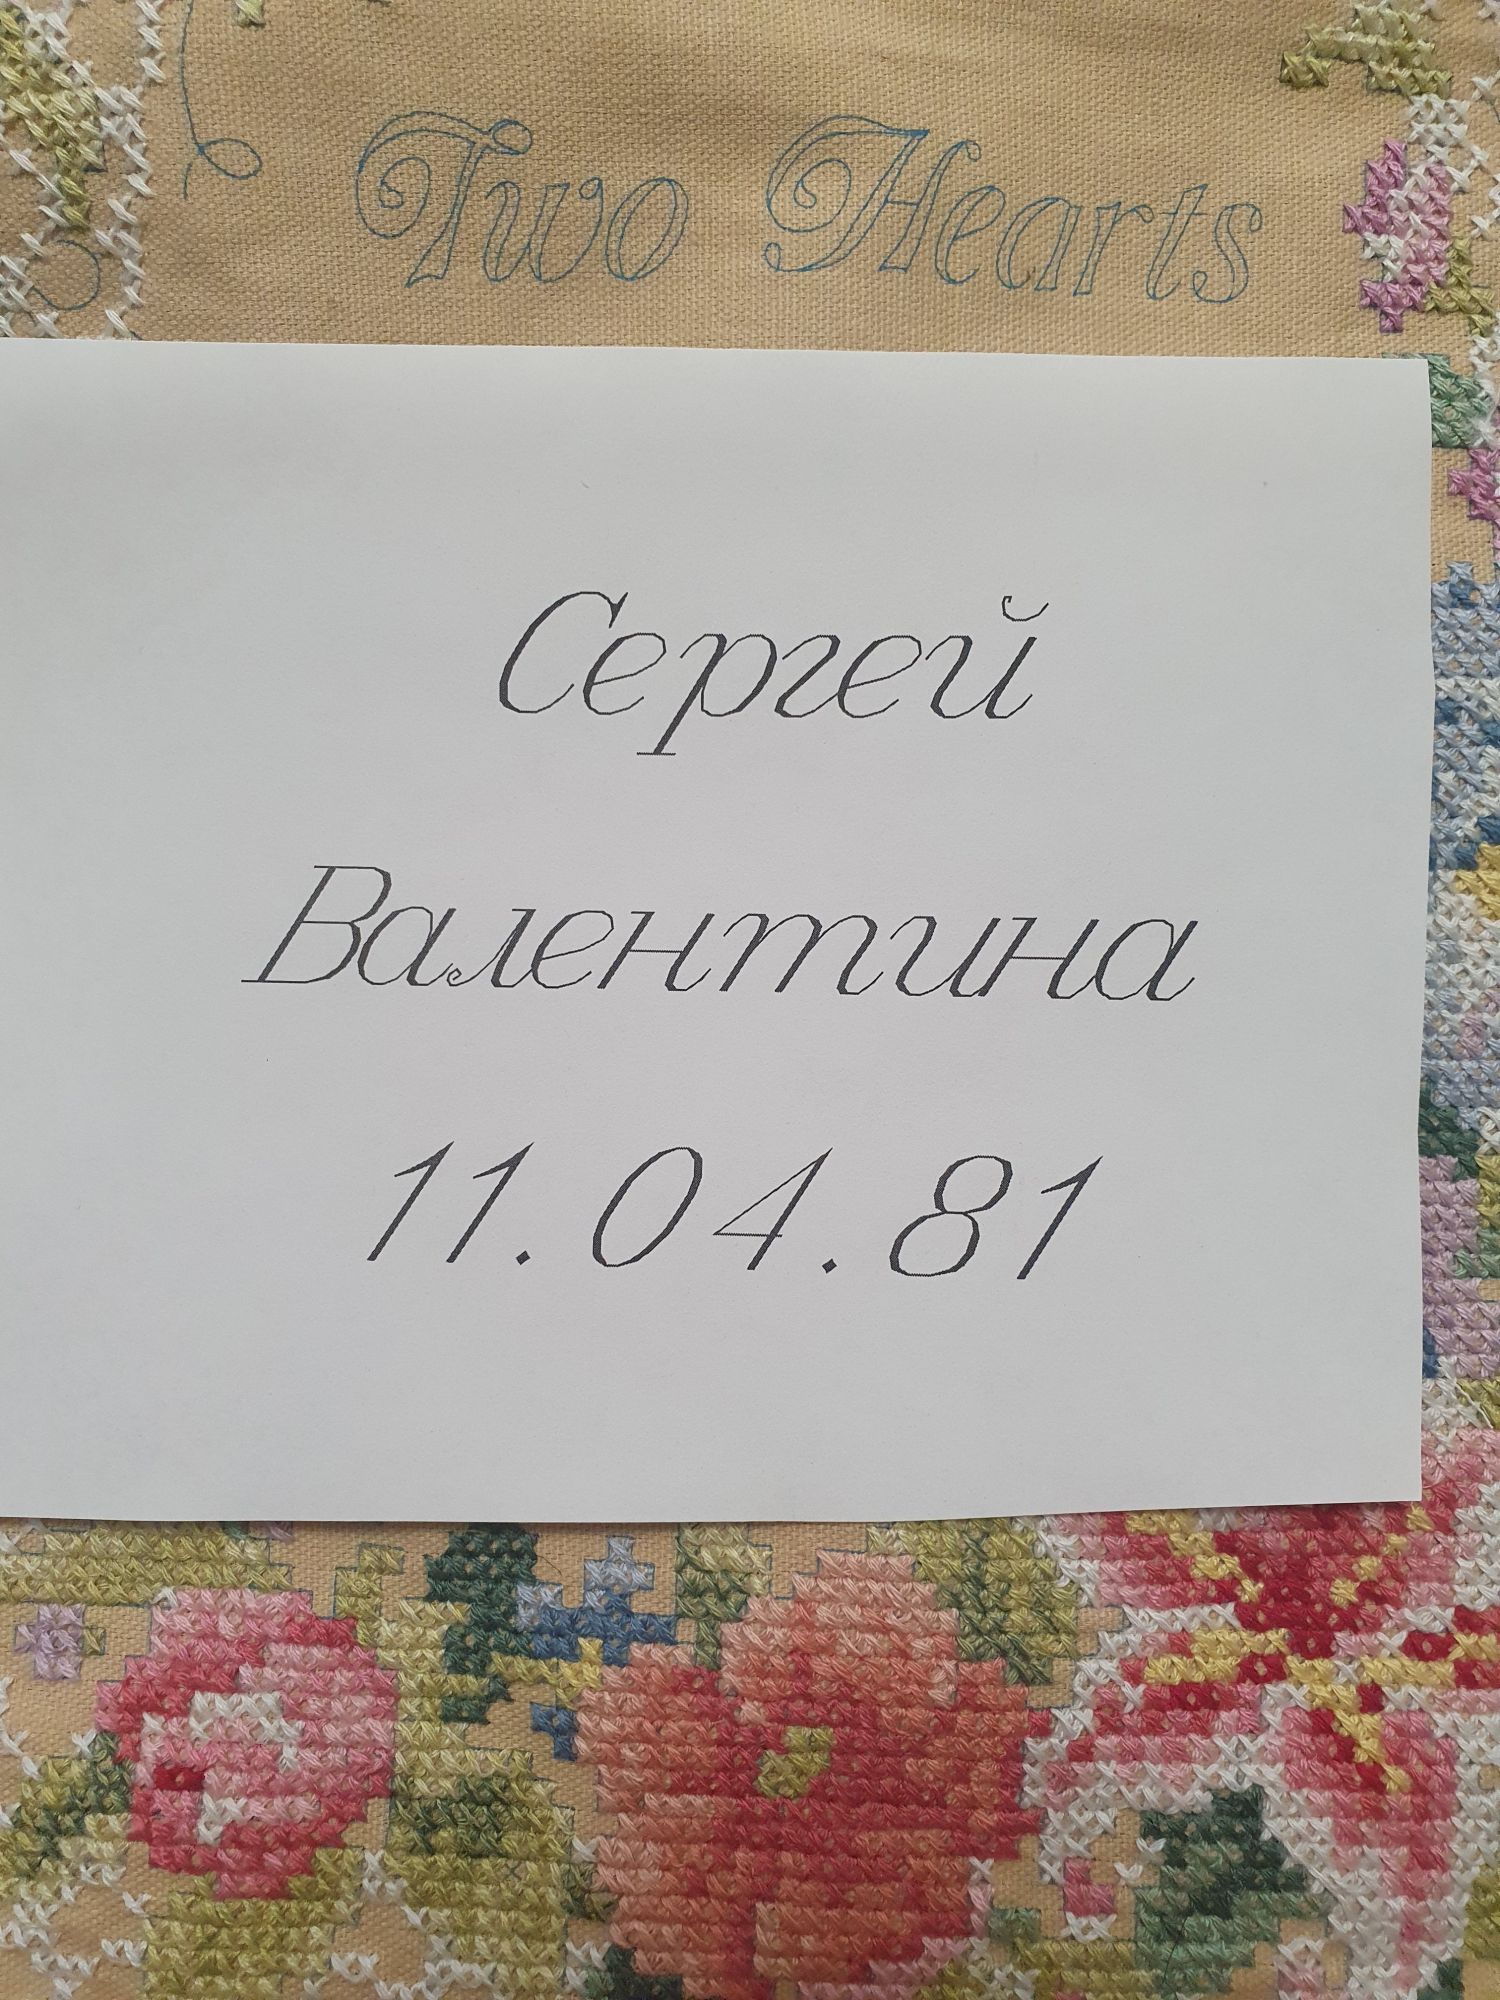 Two Hearts
Сергей
Валентина
11.04.81